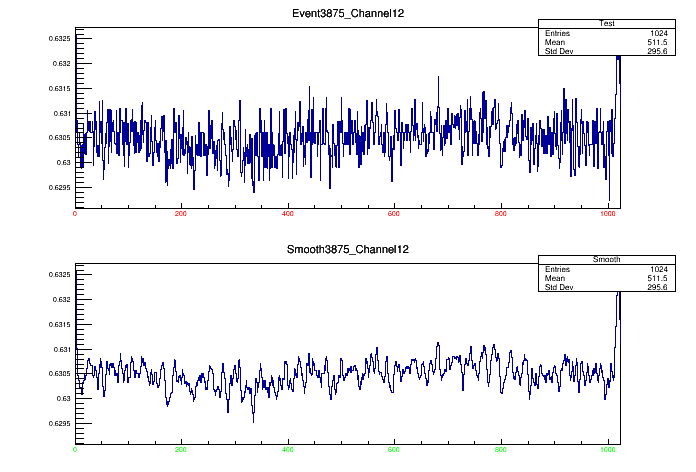 Event3875_Channel12
Test
Entries 1024
Mean 511.5
Std Dev 295.6
0.6325
0.632
0.6315
0.631
0.6305
0.63
0.6295
0 200 400 600 800 1000
Smooth3875_Channel12
Smooth
Entries 1024
Mean 511.5
Std Dev 295.6
0.6325
0.632
0.6315
0.631
0.6305
0.63
0.6295
0 200 400 600 800 1000